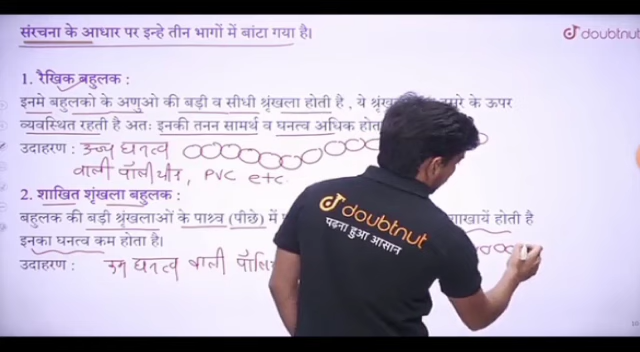 संरचना के आधार पर इन्हे तीन भागों में बांटा गया है।
doubtnut
1. रैखिक बहुलक :
इनमे बहुलको के अणुओ की बड़ी व सीधी श्रृंखला होती है , ये दुसरे के ऊपर
व्यवस्थित रहती है अतः इनकी तनन सामर्थ व घनत्व अधिक होत
उदाहरण : उच्च घनत्व
वाली पॉलीथीन , PVC etc.
2. शाखित शृंखला बहुलक :
बहुलक की बड़ी श्रृंखलाओं के पाश्र्व (पीछे) में शाखायें होती है
इनका घनत्व कम होता है।
उदाहरण : घनत्व वाली पॉलि
doubtnut
पढ़ना हुआ आसान